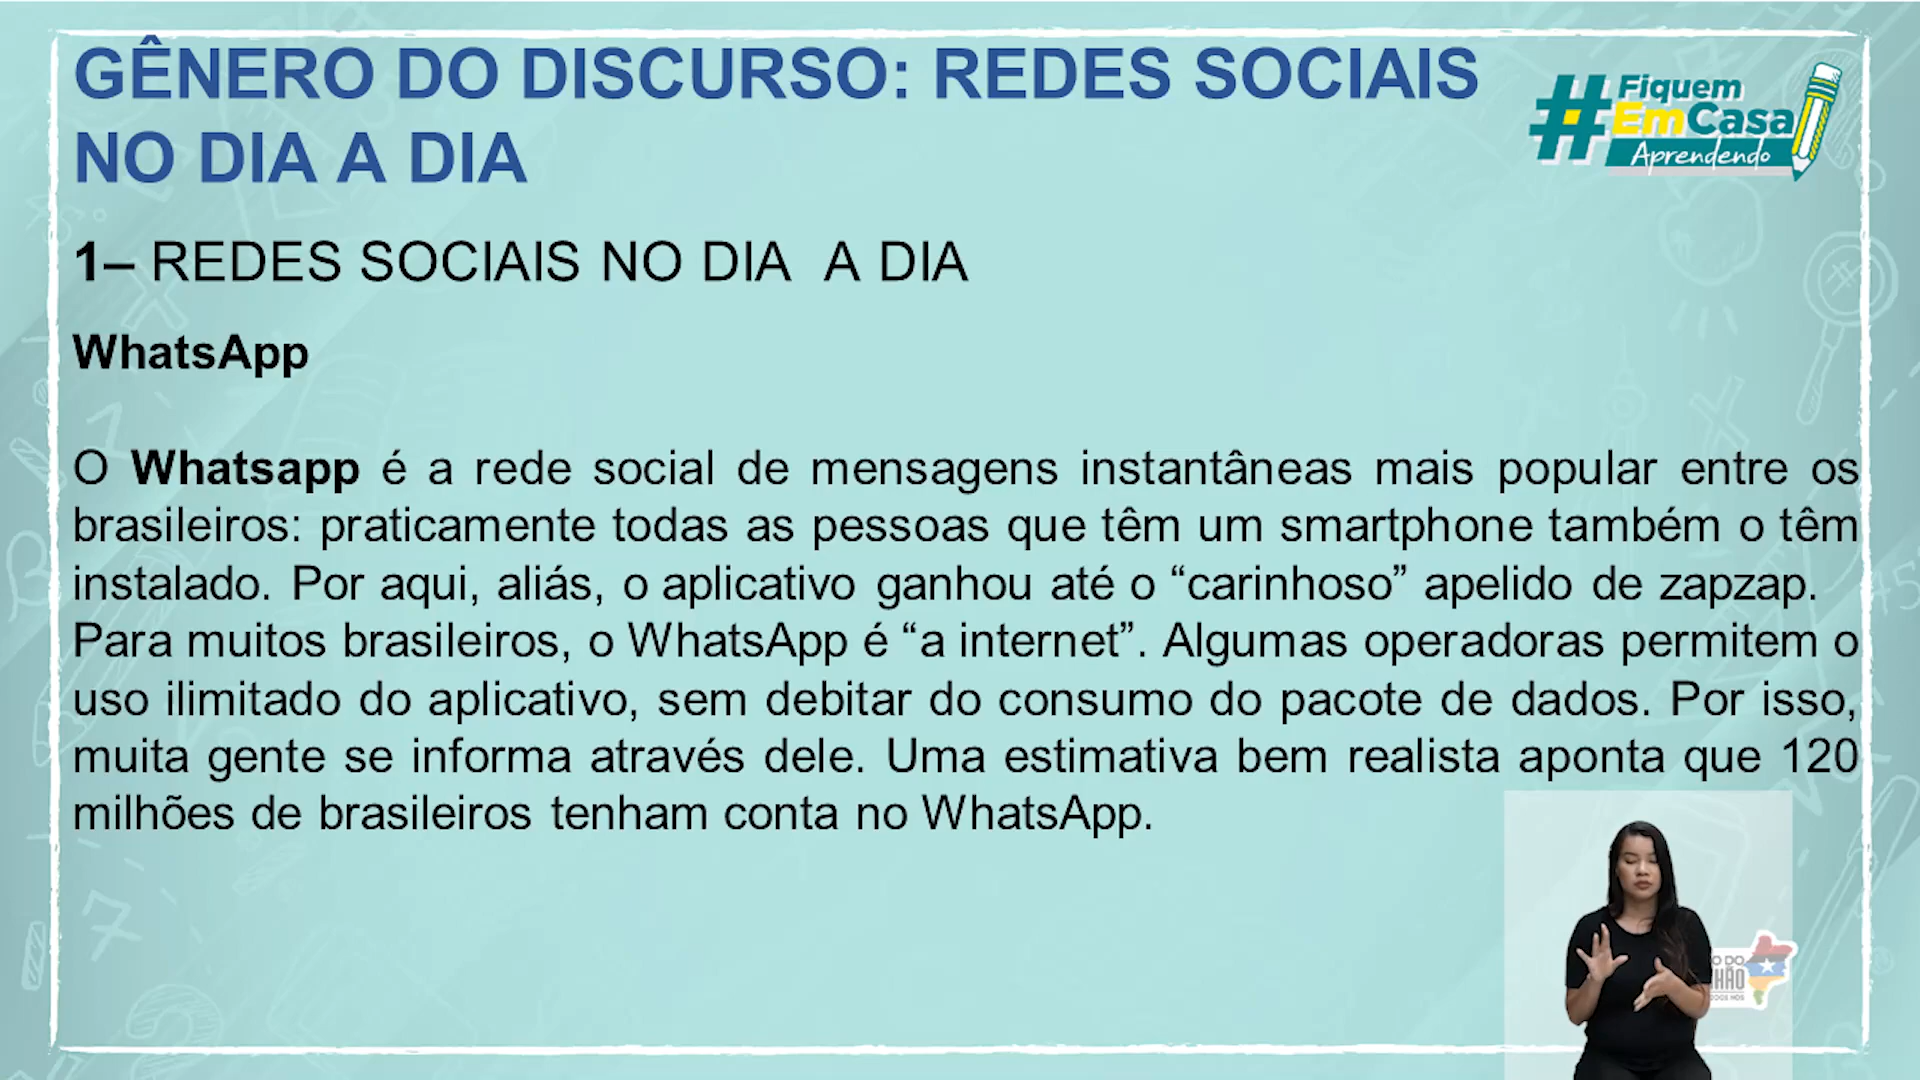 GÊNERO DO DISCURSO: REDES SOCIAIS
NO DIA A DIA
#Fiquem
EmCasa
Aprendendo
1– REDES SOCIAIS NO DIA A DIA
WhatsApp
O Whatsapp é a rede social de mensagens instantâneas mais popular entre os
brasileiros: praticamente todas as pessoas que têm um smartphone também o têm
instalado. Por aqui, aliás, o aplicativo ganhou até o “carinhoso” apelido de zapzap.
Para muitos brasileiros, o WhatsApp é “a internet”. Algumas operadoras permitem o
uso ilimitado do aplicativo, sem debitar do consumo do pacote de dados. Por isso,
muita gente se informa através dele. Uma estimativa bem realista aponta que 120
milhões de brasileiros tenham conta no WhatsApp.